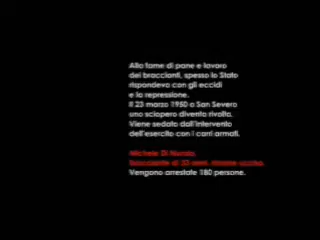 Alla fame di pane e lavoro
dei braccianti, spesso lo Stato
rispondeva con gli eccidi
e la repressione.
Il 23 marzo 1950 a San Severo
uno sciopero diventa rivolta.
Viene sedata dall'intervento
dell'esercito con i carri armati.
Michele Di Nunzio,
bracciante di 33 anni, rimane ucciso.
Vengono arrestate 180 persone.